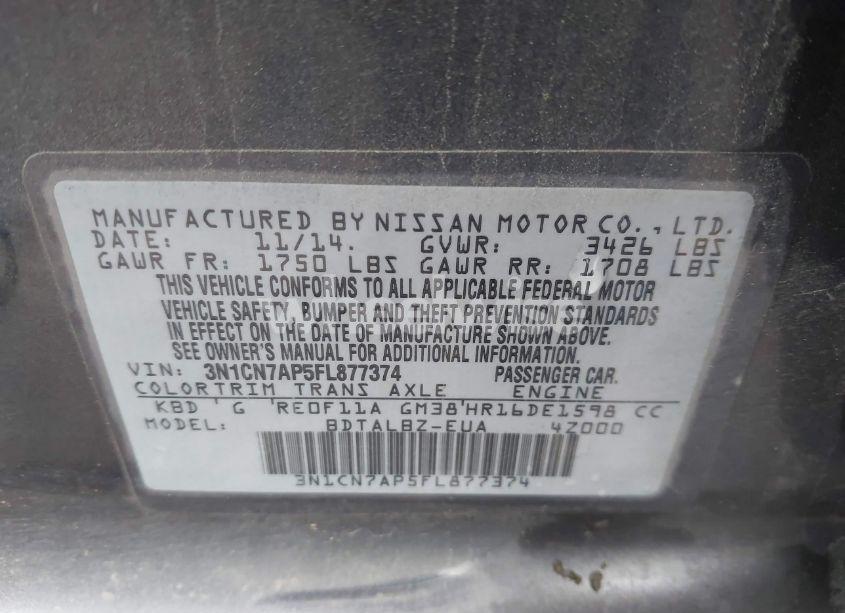 MANUFACTURED BY NISSAN MOTOR CO., LTD.
DATE: 11/14. GVWR: 3426 LBS
GAWR FR: 1750 LBS GAWR RR: 1708 LBS
THIS VEHICLE CONFORMS TO ALL APPLICABLE FEDERAL MOTOR
VEHICLE SAFETY, BUMPER AND THEFT PREVENTION STANDARDS
IN EFFECT ON THE DATE OF MANUFACTURE SHOWN ABOVE.
SEE OWNER'S MANUAL FOR ADDITIONAL INFORMATION.
VIN: 3N1CN7AP5FL877374 PASSENGER CAR.
COLORTRIM TRANS AXLE ENGINE
KBD ' G 'RE0F11A GM38'HR16DE1598 CC
MODEL: BDTALBZ-EUA 4Z000
3N1CN7AP5FL877374